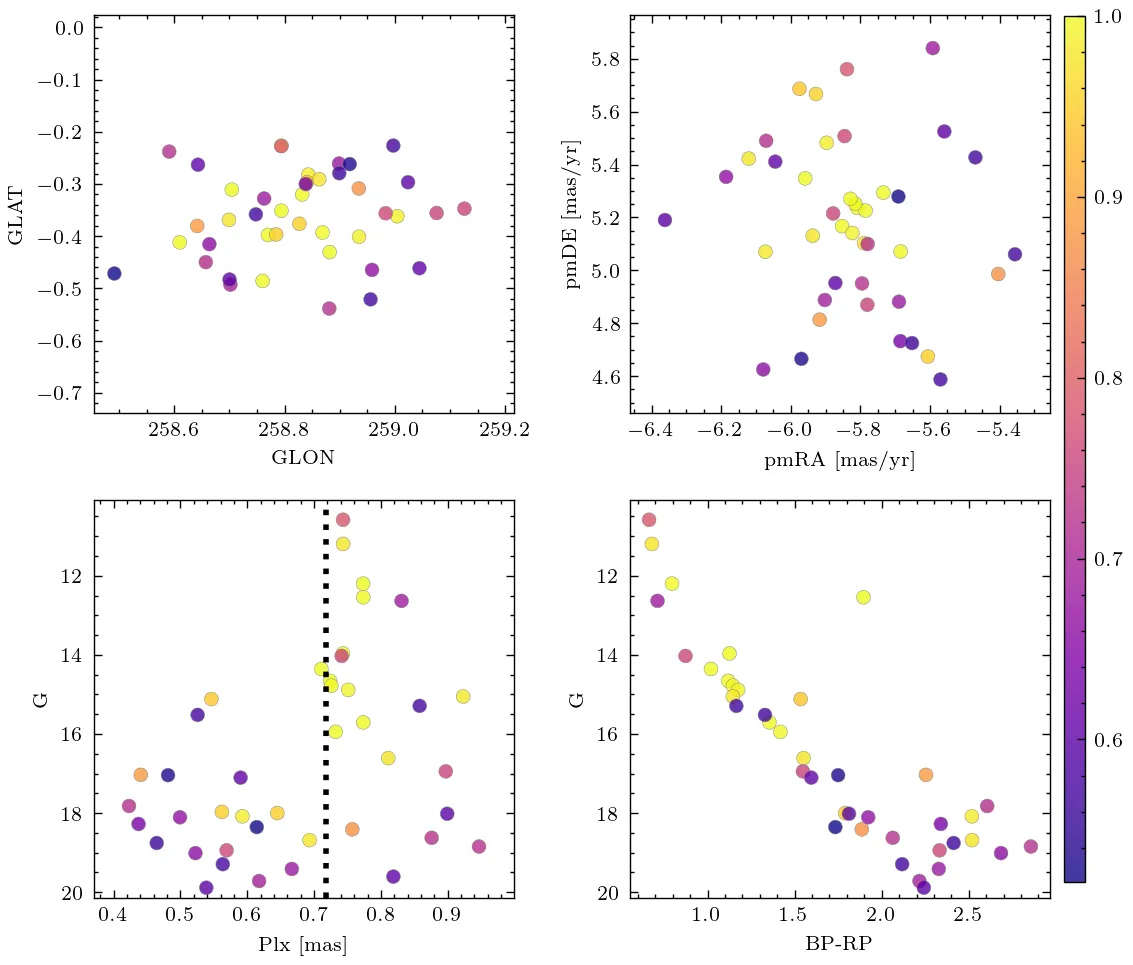 0.0
−0.1
−0.2
−0.3
−0.4
−0.5
−0.6
−0.7
GLAT
258.6 258.8 259.0 259.2
GLON
5.8
5.6
5.4
5.2
5.0
4.8
4.6
pmDE [mas/yr]
−6.4 −6.2 −6.0 −5.8 −5.6 −5.4
pmRA [mas/yr]
1.0
0.9
0.8
0.7
0.6
12
14
16
18
20
G
0.4 0.5 0.6 0.7 0.8 0.9
Plx [mas]
12
14
16
18
20
G
1.0 1.5 2.0 2.5
BP-RP